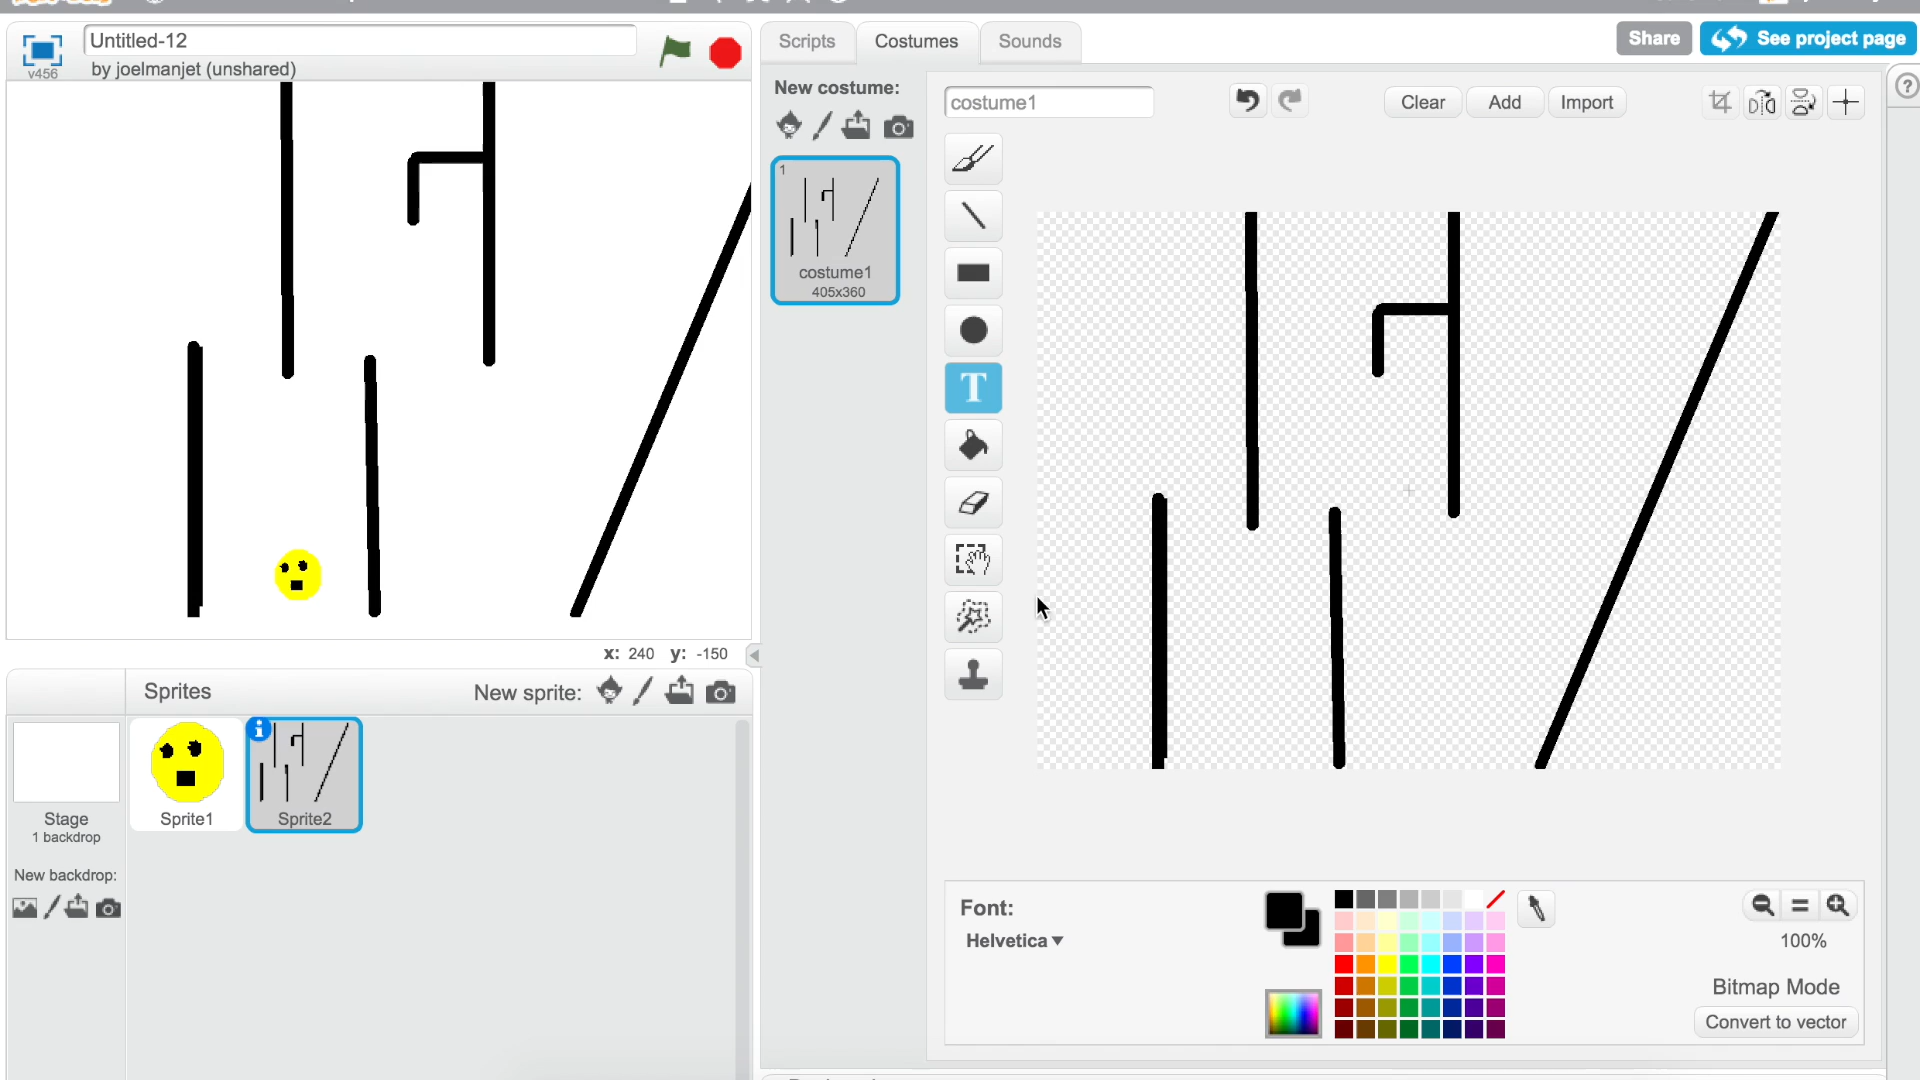 Untitled-12
by joelmanjet (unshared)
v456
Scripts
Costumes
Sounds
Share
See project page
New costume:
costume1
Clear
Add
Import
1
costume1
405x360
T
x: 240 y: -150
Sprites
New sprite:
Sprite1
Sprite2
Stage
1 backdrop
New backdrop:
Font:
Helvetica
100%
Bitmap Mode
Convert to vector